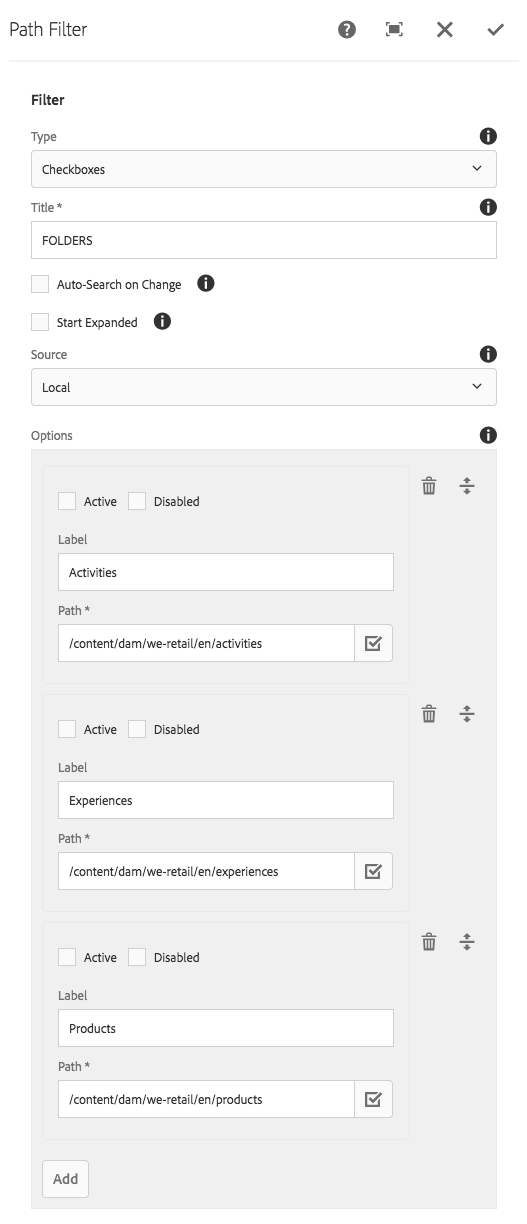 Path Filter
Filter
Type
Checkboxes
Title *
FOLDERS
Auto-Search on Change
Start Expanded
Source
Local
Options
Active Disabled
Label
Activities
Path *
/content/dam/we-retail/en/activities
Active Disabled
Label
Experiences
Path *
/content/dam/we-retail/en/experiences
Active Disabled
Label
Products
Path *
/content/dam/we-retail/en/products
Add